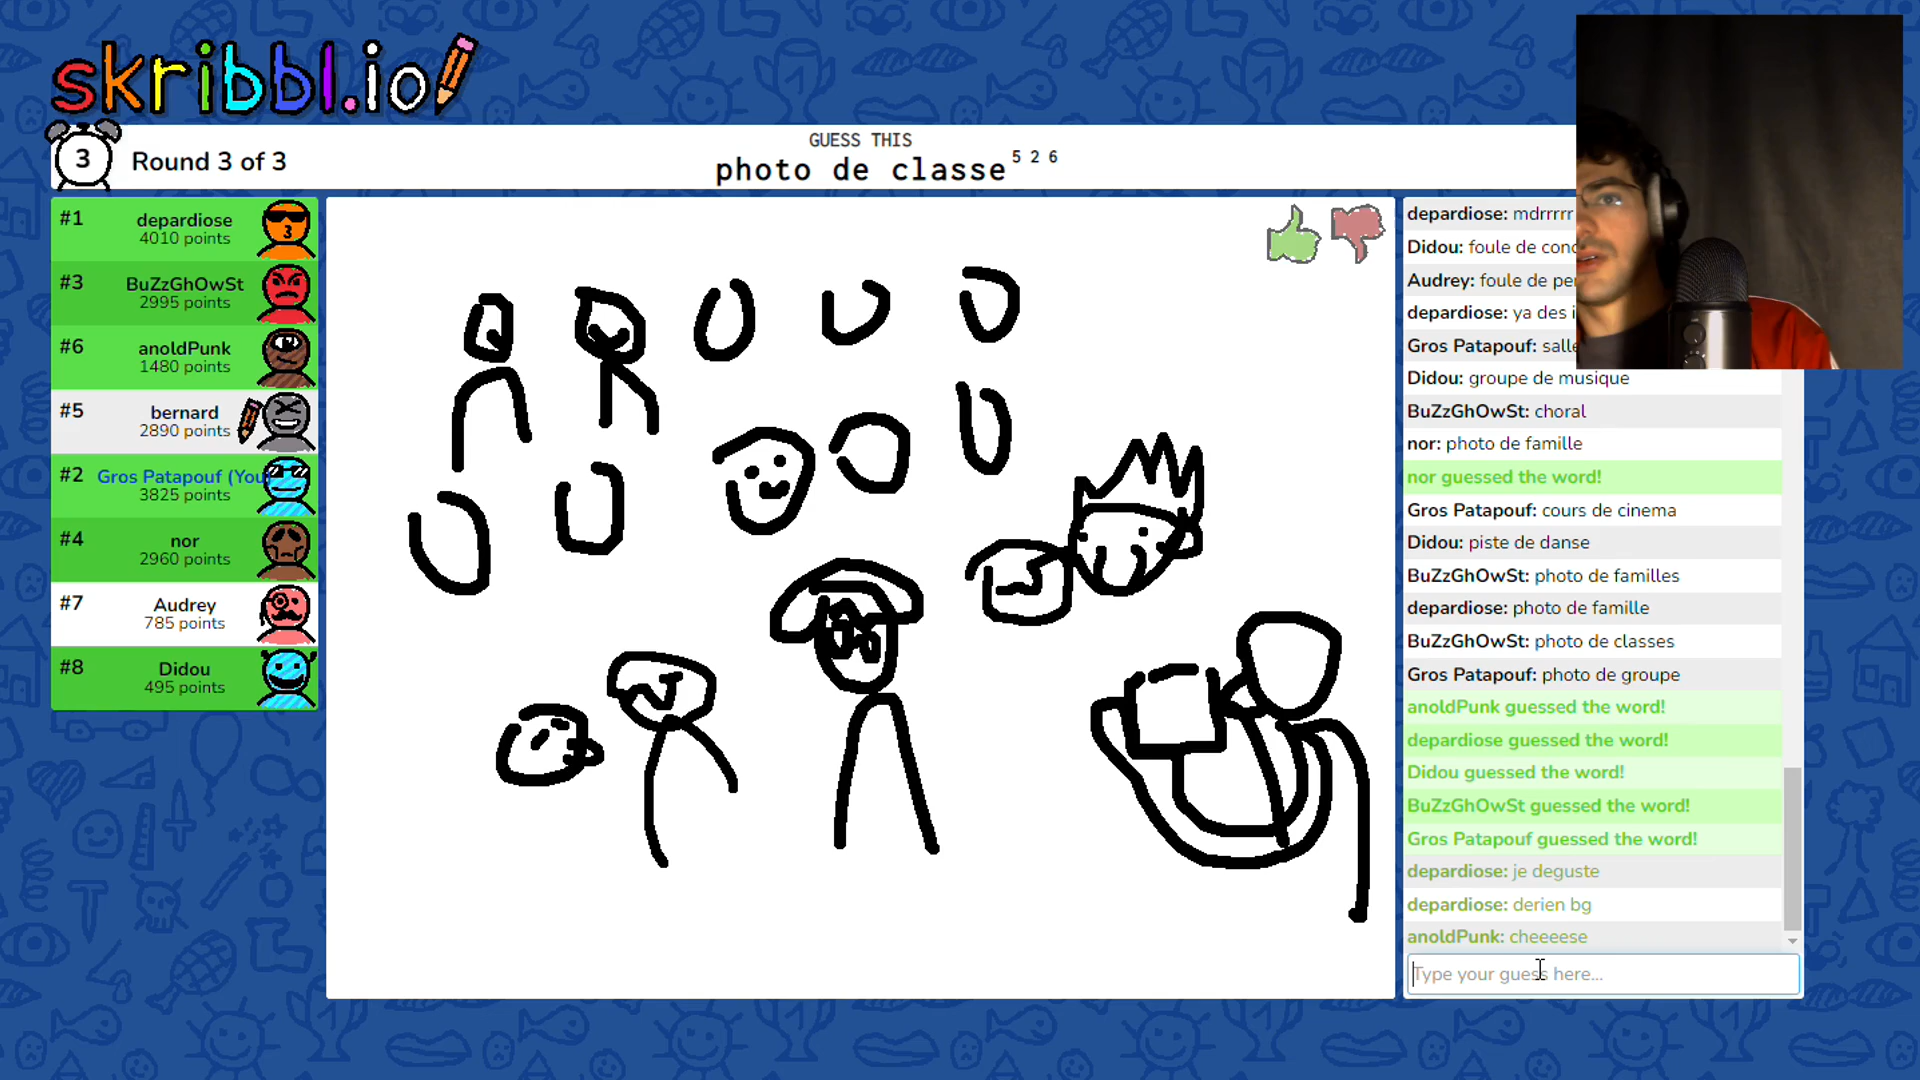 skribbl.io
3
Round 3 of 3
GUESS THIS
photo de classe 5 2 6
#1
depardiose
4010 points
#3
BuZzGhOwSt
2995 points
#6
anoldPunk
1480 points
#5
bernard
2890 points
#2
Gros Patapouf (You
3825 points
#4
nor
2960 points
#7
Audrey
785 points
#8
Didou
495 points
depardiose: mdrrrrr
Didou: foule de conc
Audrey: foule de pe
depardiose: ya des i
Gros Patapouf: salle
Didou: groupe de musique
BuZzGhOwSt: choral
nor: photo de famille
nor guessed the word!
Gros Patapouf: cours de cinema
Didou: piste de danse
BuZzGhOwSt: photo de familles
depardiose: photo de famille
BuZzGhOwSt: photo de classes
Gros Patapouf: photo de groupe
anoldPunk guessed the word!
depardiose guessed the word!
Didou guessed the word!
BuZzGhOwSt guessed the word!
Gros Patapouf guessed the word!
depardiose: je deguste
depardiose: derien bg
anoldPunk: cheeeese
Type your guess here...